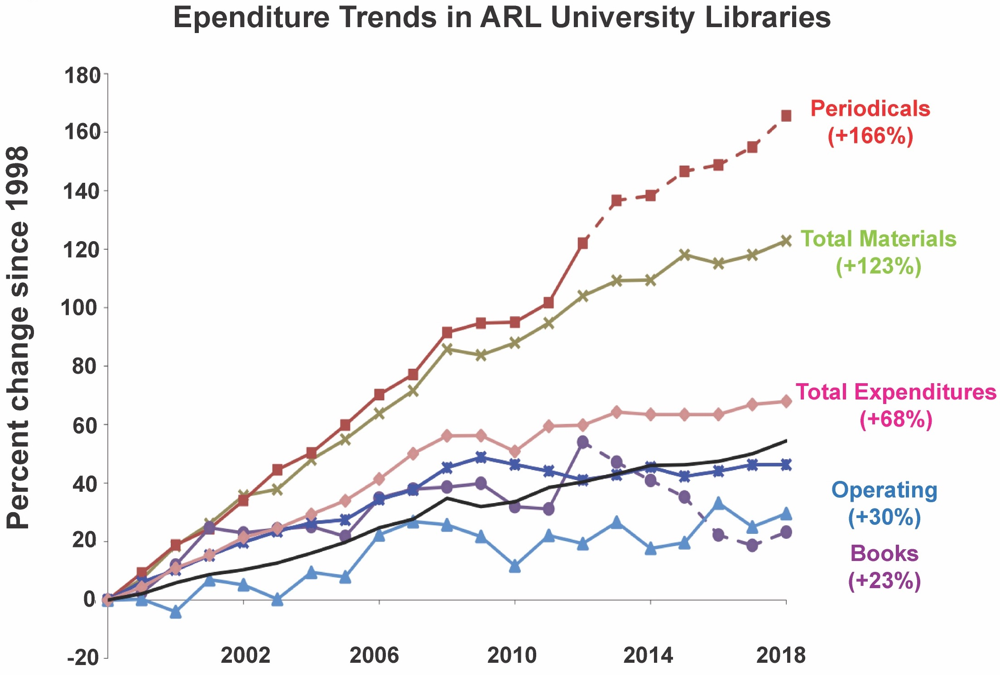 Ependiture Trends in ARL University Libraries
Percent change since 1998
180
160
140
120
100
80
60
40
20
0
-20
2002 2006 2010 2014 2018
Periodicals
(+166%)
Total Materials
(+123%)
Total Expenditures
(+68%)
Operating
(+30%)
Books
(+23%)